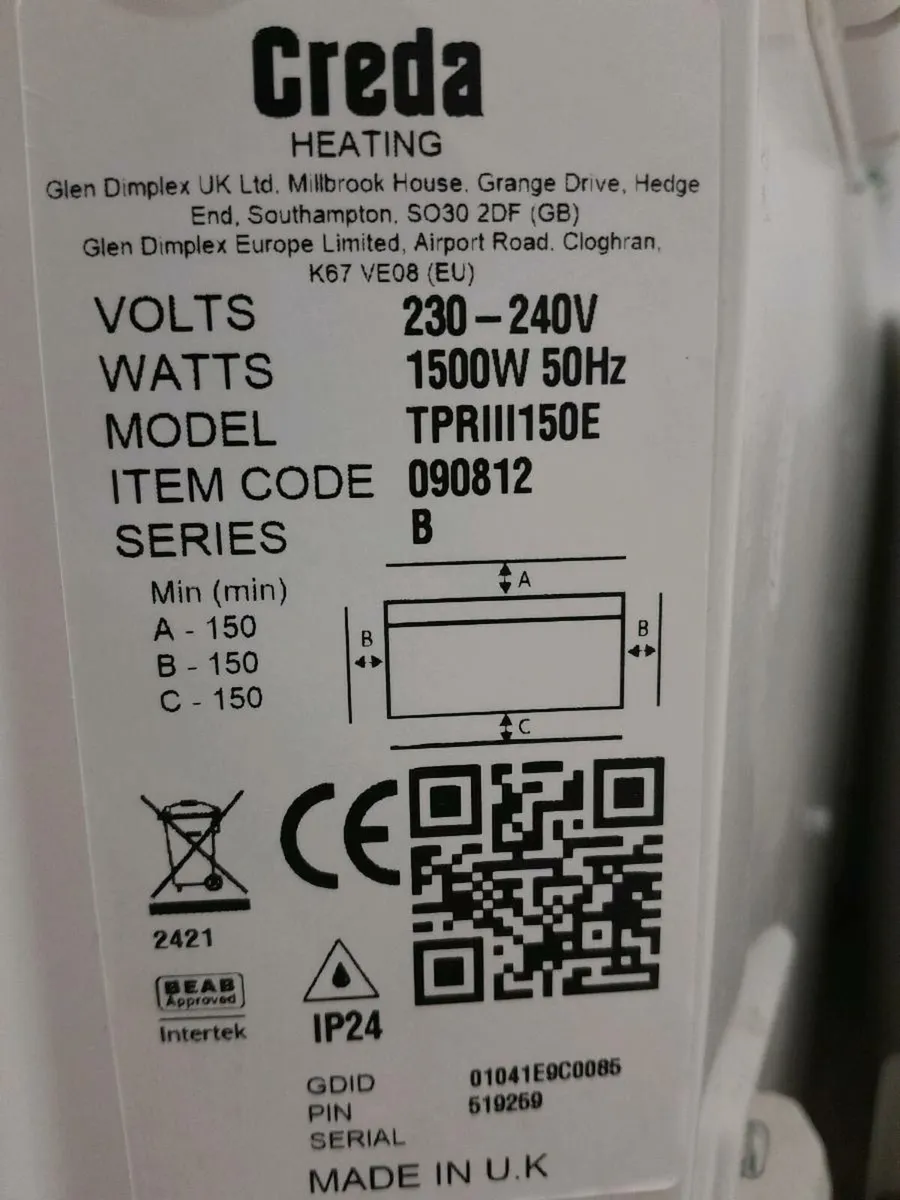 Creda
HEATING
Glen Dimplex UK Ltd. Millbrook House. Grange Drive, Hedge
End, Southampton, SO30 2DF (GB)
Glen Dimplex Europe Limited, Airport Road. Cloghran,
K67 VE08 (EU)
VOLTS 230 – 240V
WATTS 1500W 50Hz
MODEL TPRIII150E
ITEM CODE 090812
SERIES B
Min (min)
A - 150
B - 150
C - 150
A
B
B
C
CE
2421
BEAB
Approved
Intertek
IP24
GDID 01041E9C0085
PIN 519259
SERIAL
MADE IN U.K